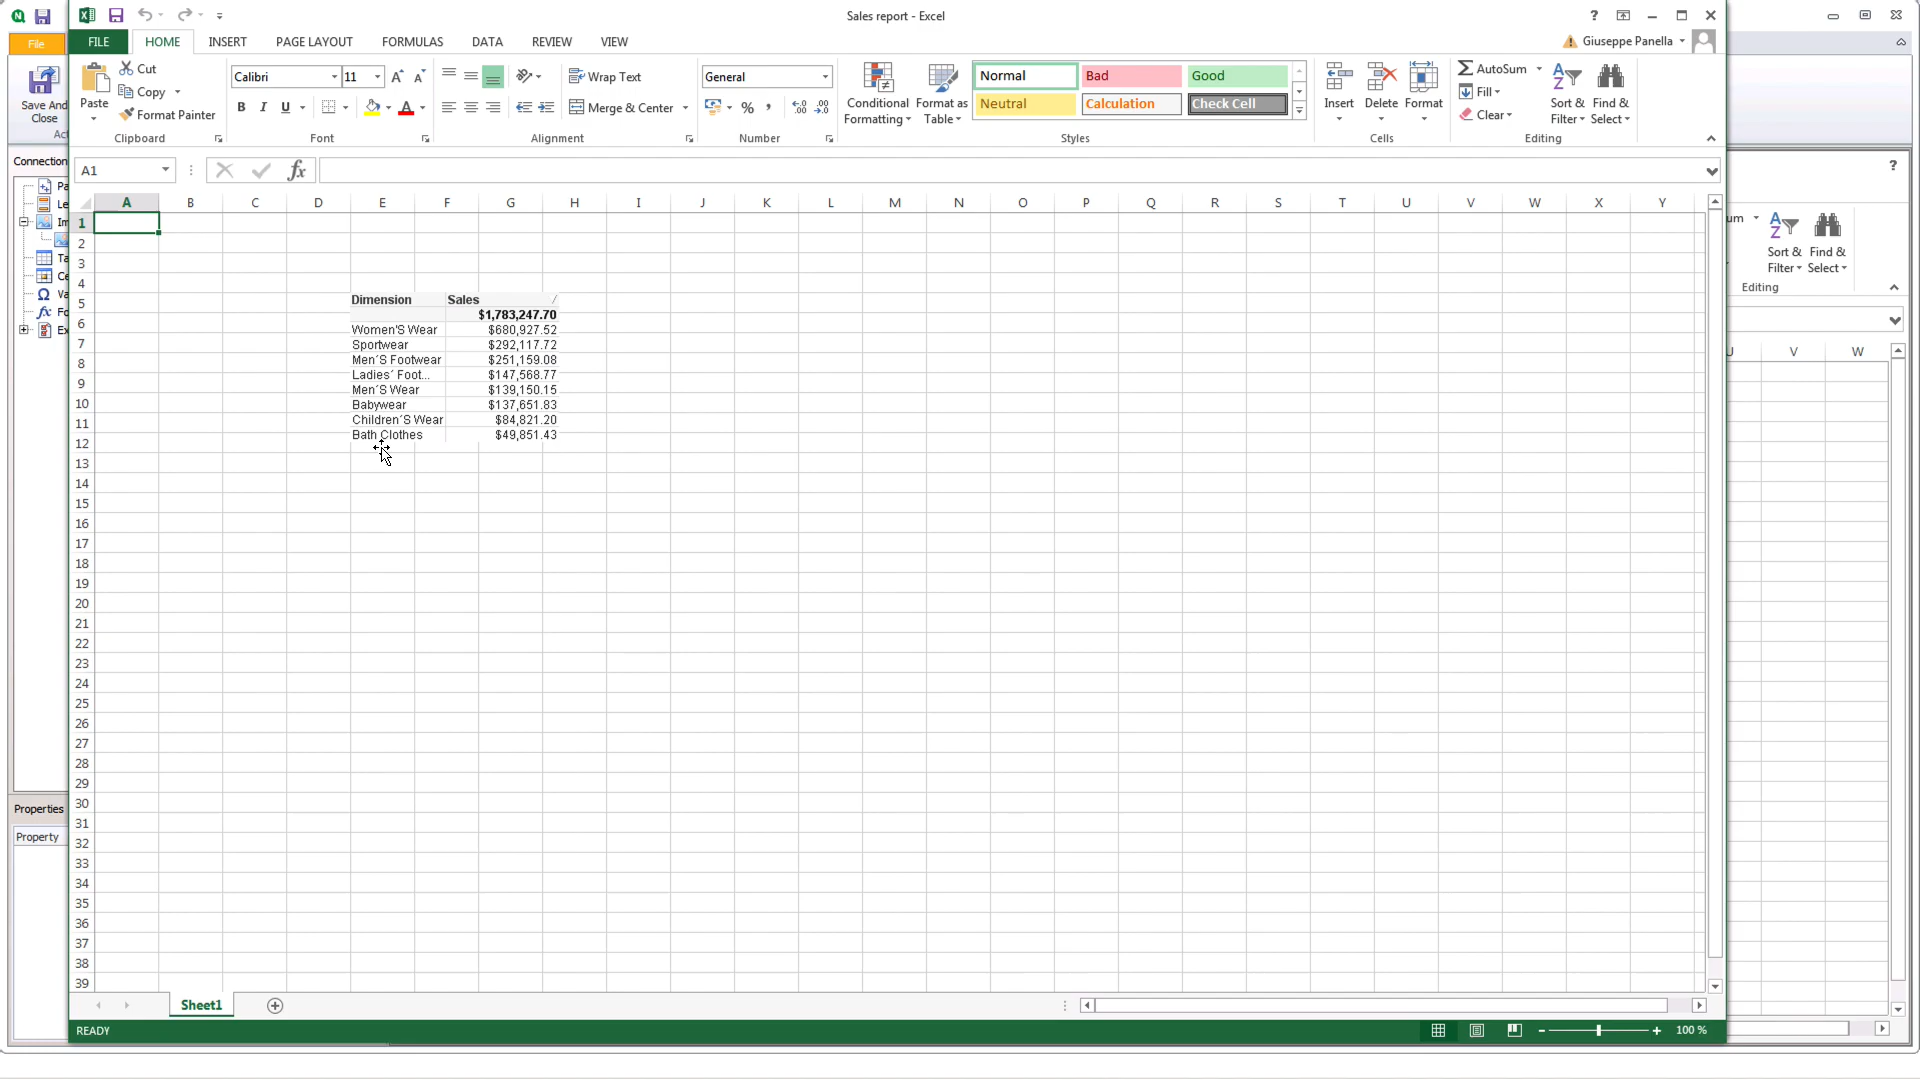 Sales report - Excel
File
FILE
HOME
INSERT
PAGE LAYOUT
FORMULAS
DATA
REVIEW
VIEW
Giuseppe Panella
Save And
Close
Paste
Cut
Copy
Format Painter
Clipboard
Calibri
11
B I U
Font
Wrap Text
Merge & Center
Alignment
General
%
Number
Conditional
Formatting
Format as
Table
Normal
Bad
Good
Neutral
Calculation
Check Cell
Styles
Insert
Delete
Format
Cells
AutoSum
Fill
Clear
Sort &
Filter
Find &
Select
Editing
Connection
A1
fx
A B C D E F G H I J K L M N O P Q R S T U V W X Y
1
2
3
4
5
6
7
8
9
10
11
12
13
14
15
16
17
18
19
20
21
22
23
24
25
26
27
28
29
30
31
32
33
34
35
36
37
38
39
Dimension Sales
$1,783,247.70
Women'S Wear $680,927.52
Sportwear $292,117.72
Men´S Footwear $251,159.08
Ladies´ Foot... $147,568.77
Men´S Wear $139,150.15
Babywear $137,651.83
Children´S Wear $84,821.20
Bath Clothes $49,851.43
Sort &
Filter
Find &
Select
Editing
V W
Properties
Property
Sheet1
READY
100 %